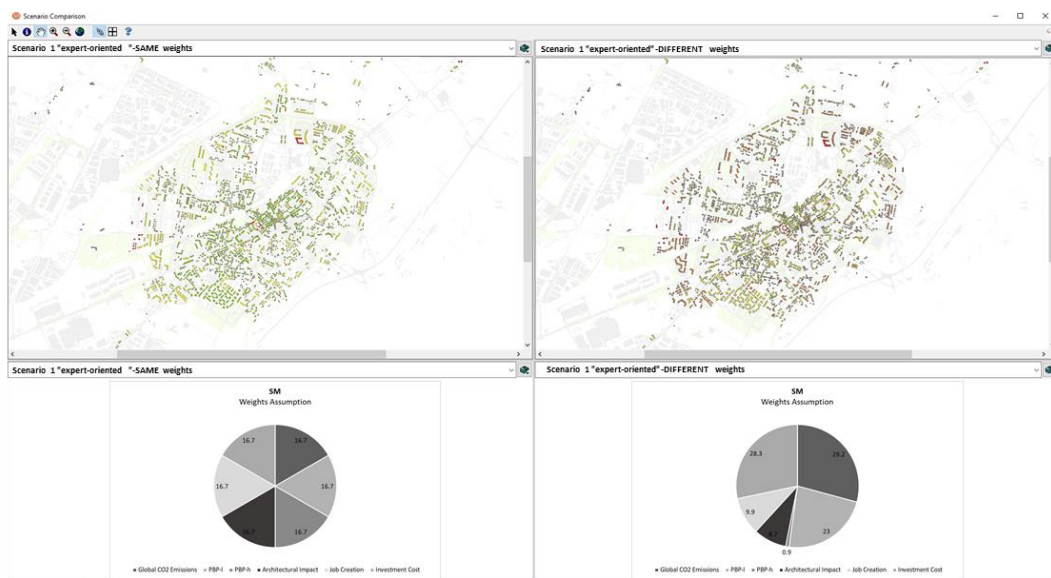 Scenario Comparison
Scenario 1 "expert-oriented "-SAME weights
Scenario 1 "expert-oriented"-DIFFERENT weights
Scenario 1 "expert-oriented "-SAME weights
Scenario 1 "expert-oriented"-DIFFERENT weights
SM
Weights Assumption
16.7
16.7
16.7
16.7
16.7
16.7
Global CO2 Emissions PBP-l PBP-h Architectural Impact Job Creation Investment Cost
SM
Weights Assumption
28.3
29.2
9.9
23
0.9
Global CO2 Emissions PBP-l PBP-h Architectural Impact Job Creation Investment Cost